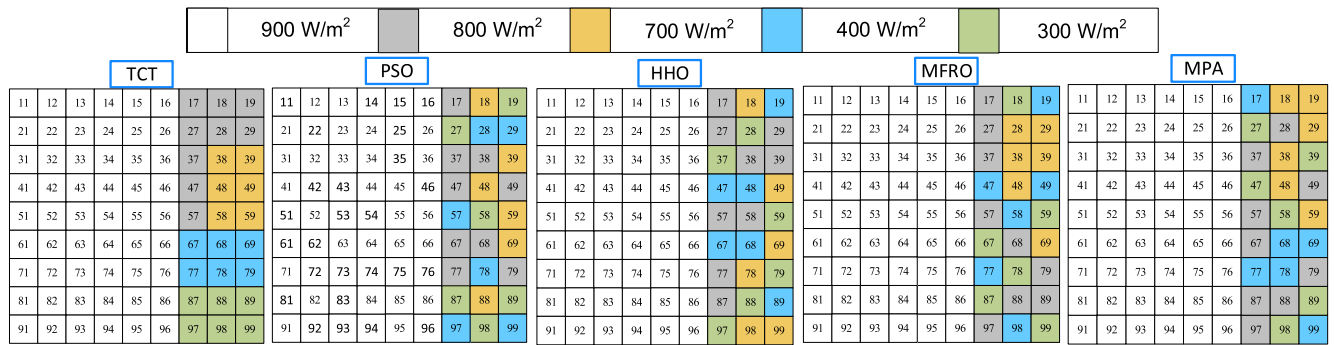 900 W/m² 800 W/m² 700 W/m² 400 W/m² 300 W/m²
TCT PSO HHO MFRO MPA
11 12 13 14 15 16 17 18 19 11 12 13 14 15 16 17 18 19 11 12 13 14 15 16 17 18 19 11 12 13 14 15 16 17 18 19 11 12 13 14 15 16 17 18 19
21 22 23 24 25 26 27 28 29 21 22 23 24 25 26 27 28 29 21 22 23 24 25 26 27 28 29 21 22 23 24 25 26 27 28 29 21 22 23 24 25 26 27 28 29
31 32 33 34 35 36 37 38 39 31 32 33 34 35 36 37 38 39 31 32 33 34 35 36 37 38 39 31 32 33 34 35 36 37 38 39 31 32 33 34 35 36 37 38 39
41 42 43 44 45 46 47 48 49 41 42 43 44 45 46 47 48 49 41 42 43 44 45 46 47 48 49 41 42 43 44 45 46 47 48 49 41 42 43 44 45 46 47 48 49
51 52 53 54 55 56 57 58 59 51 52 53 54 55 56 57 58 59 51 52 53 54 55 56 57 58 59 51 52 53 54 55 56 57 58 59 51 52 53 54 55 56 57 58 59
61 62 63 64 65 66 67 68 69 61 62 63 64 65 66 67 68 69 61 62 63 64 65 66 67 68 69 61 62 63 64 65 66 67 68 69 61 62 63 64 65 66 67 68 69
71 72 73 74 75 76 77 78 79 71 72 73 74 75 76 77 78 79 71 72 73 74 75 76 77 78 79 71 72 73 74 75 76 77 78 79 71 72 73 74 75 76 77 78 79
81 82 83 84 85 86 87 88 89 81 82 83 84 85 86 87 88 89 81 82 83 84 85 86 87 88 89 81 82 83 84 85 86 87 88 89 81 82 83 84 85 86 87 88 89
91 92 93 94 95 96 97 98 99 91 92 93 94 95 96 97 98 99 91 92 93 94 95 96 97 98 99 91 92 93 94 95 96 97 98 99 91 92 93 94 95 96 97 98 99